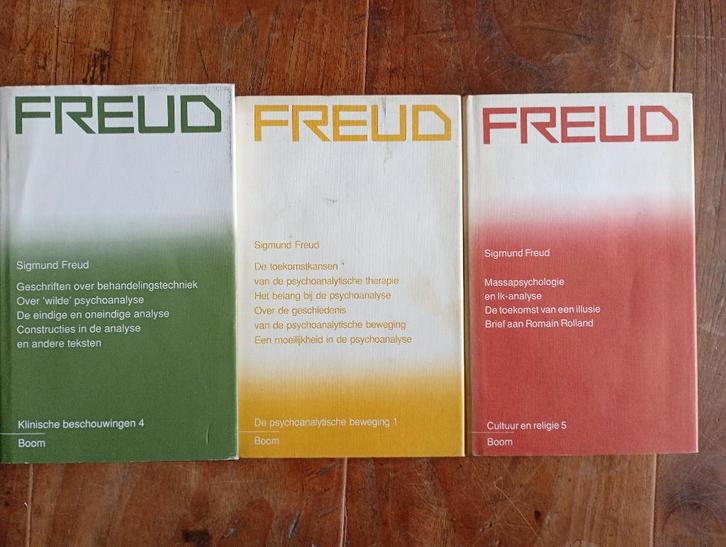 FREUD
Sigmund Freud
Geschriften over behandelingstechniek
Over 'wilde' psychoanalyse
De eindige en oneindige analyse
Constructies in de analyse
en andere teksten
Klinische beschouwingen 4
Boom
FREUD
Sigmund Freud
De toekomstkansen
van de psychoanalytische therapie
Het belang bij de psychoanalyse
Over de geschiedenis
van de psychoanalytische beweging
Een moeilijkheid in de psychoanalyse
De psychoanalytische beweging 1
Boom
FREUD
Sigmund Freud
Massapsychologie
en Ik-analyse
De toekomst van een illusie
Brief aan Romain Rolland
Cultuur en religie 5
Boom